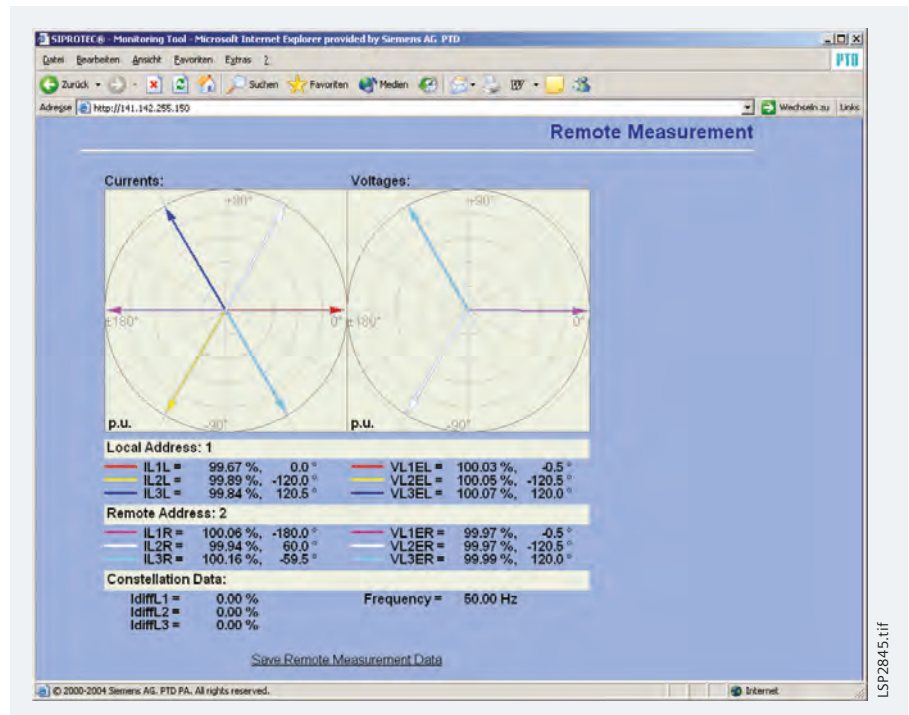 SIPROTEC® - Monitoring Tool - Microsoft Internet Explorer provided by Siemens AG. PTD
Datei Bearbeiten Ansicht Favoriten Extras ?
PTD
Zurück Suchen Favoriten Medien
Adresse http://141.142.255.150 Wechseln zu Links
Remote Measurement
Currents: Voltages:
+90° +90°
±180° 0° ±180° 0°
p.u. -90° p.u. -90°
Local Address: 1
IL1L = 99.67 %, 0.0 ° VL1EL = 100.03 %, -0.5 °
IL2L = 99.89 %, -120.0 ° VL2EL = 100.05 %, -120.5 °
IL3L = 99.84 %, 120.5 ° VL3EL = 100.07 %, 120.0 °
Remote Address: 2
IL1R = 100.06 %, -180.0 ° VL1ER = 99.97 %, -0.5 °
IL2R = 99.94 %, 60.0 ° VL2ER = 99.97 %, -120.5 °
IL3R = 100.16 %, -59.5 ° VL3ER = 99.99 %, 120.0 °
Constellation Data:
IdiffL1 = 0.00 % Frequency = 50.00 Hz
IdiffL2 = 0.00 %
IdiffL3 = 0.00 %
Save Remote Measurement Data
© 2000-2004 Siemens AG. PTD PA. All rights reserved. Internet
LSP2845.tif